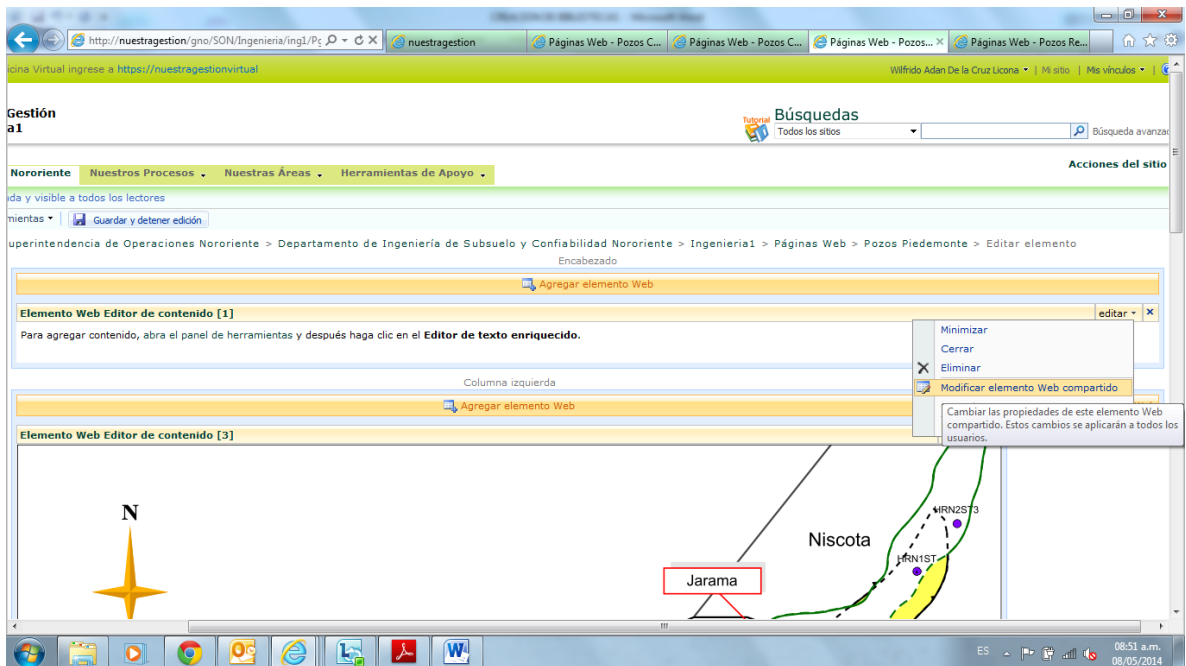 http://nuestragestion/gno/SON/Ingenieria/ing1/Pç
nuestragestion
Páginas Web - Pozos C...
Páginas Web - Pozos C...
Páginas Web - Pozos...
Páginas Web - Pozos Re...
icina Virtual ingrese a https://nuestragestionvirtual
Wilfrido Adan De la Cruz Licona | Mi sitio | Mis vínculos |
Gestión
a1
Tutorial
Búsquedas
Todos los sitios
Búsqueda avanzad
Acciones del sitio
Nororiente Nuestros Procesos Nuestras Áreas Herramientas de Apoyo
da y visible a todos los lectores
mientas Guardar y detener edición
uperintendencia de Operaciones Nororiente > Departamento de Ingeniería de Subsuelo y Confiabilidad Nororiente > Ingenieria1 > Páginas Web > Pozos Piedemonte > Editar elemento
Encabezado
Agregar elemento Web
Elemento Web Editor de contenido [1]
editar
Para agregar contenido, abra el panel de herramientas y después haga clic en el Editor de texto enriquecido.
Minimizar
Cerrar
Eliminar
Modificar elemento Web compartido
Cambiar las propiedades de este elemento Web
compartido. Estos cambios se aplicarán a todos los
usuarios.
Columna izquierda
Agregar elemento Web
Elemento Web Editor de contenido [3]
N
HRN2ST3
Niscota
HRN1ST
Jarama
ES
08:51 a.m.
08/05/2014